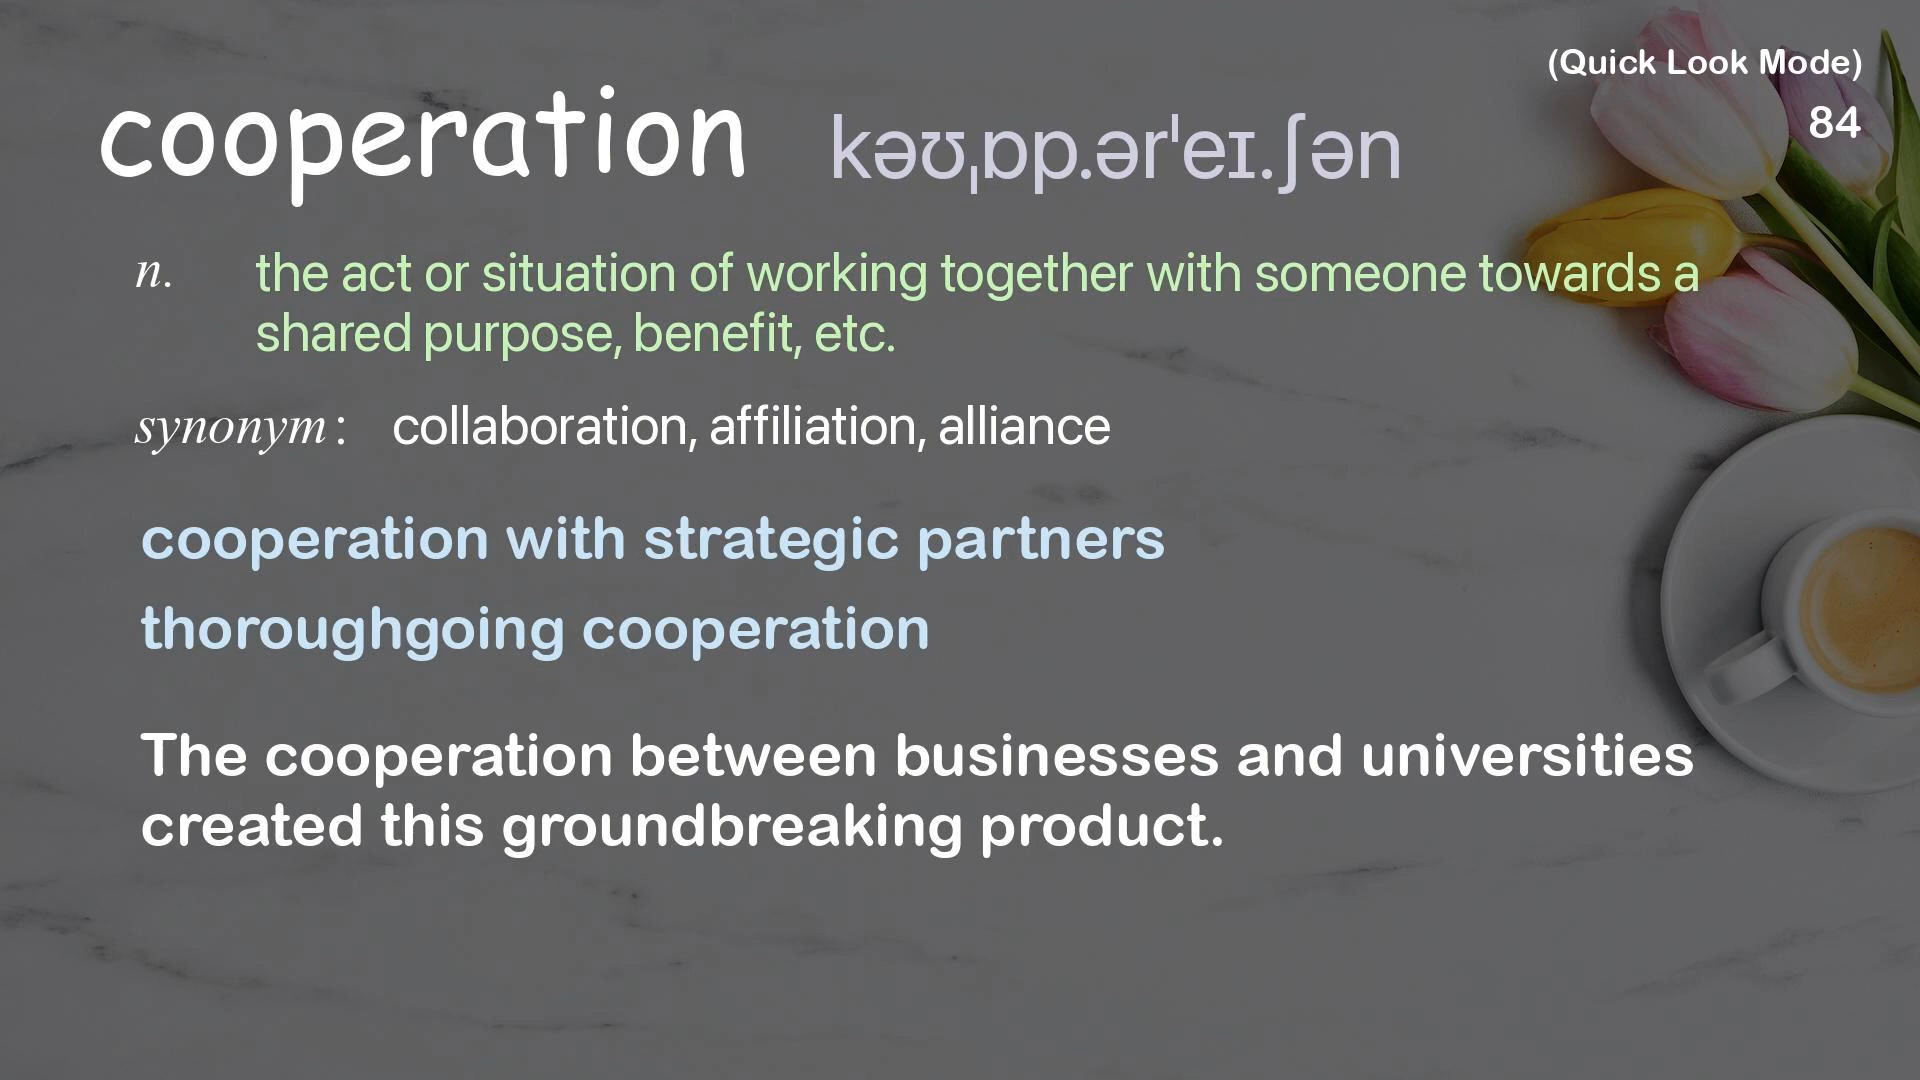 (Quick Look Mode)
cooperation kəʊˌɒp.ərˈeɪ.ʃən
84
n. the act or situation of working together with someone towards a
shared purpose, benefit, etc.
synonym : collaboration, affiliation, alliance
cooperation with strategic partners
thoroughgoing cooperation
The cooperation between businesses and universities
created this groundbreaking product.